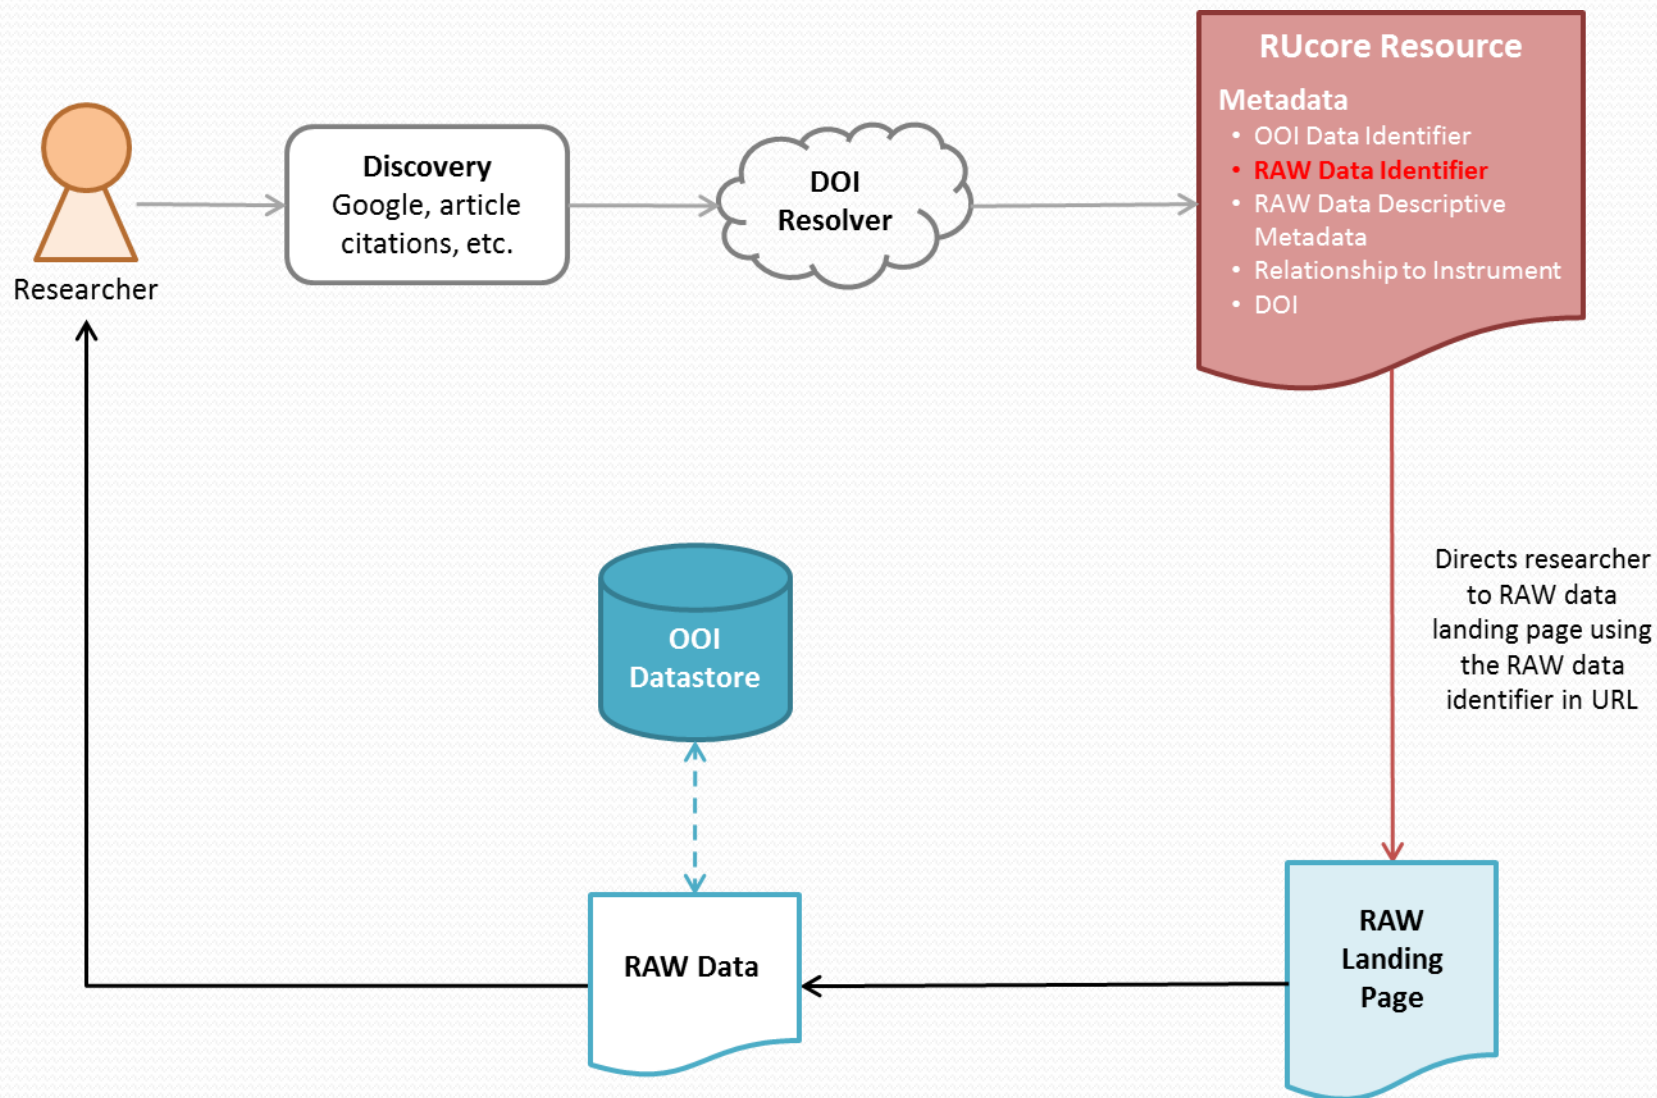 RUcore Resource
Metadata
• OOI Data Identifier
• RAW Data Identifier
• RAW Data Descriptive
Metadata
• Relationship to Instrument
• DOI
Discovery
Google, article
citations, etc.
DOI
Resolver
Researcher
Directs researcher
to RAW data
landing page using
the RAW data
identifier in URL
OOI
Datastore
RAW Data
RAW
Landing
Page